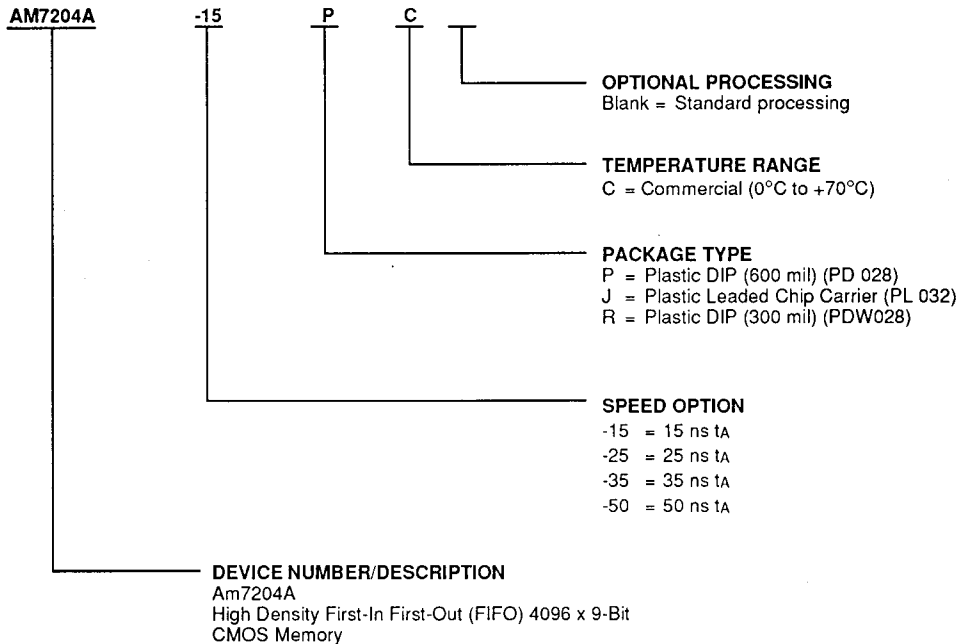 AM7204A -15 P C
OPTIONAL PROCESSING
Blank = Standard processing
TEMPERATURE RANGE
C = Commercial (0°C to +70°C)
PACKAGE TYPE
P = Plastic DIP (600 mil) (PD 028)
J = Plastic Leaded Chip Carrier (PL 032)
R = Plastic DIP (300 mil) (PDW028)
SPEED OPTION
-15 = 15 ns tA
-25 = 25 ns tA
-35 = 35 ns tA
-50 = 50 ns tA
DEVICE NUMBER/DESCRIPTION
Am7204A
High Density First-In First-Out (FIFO) 4096 x 9-Bit
CMOS Memory